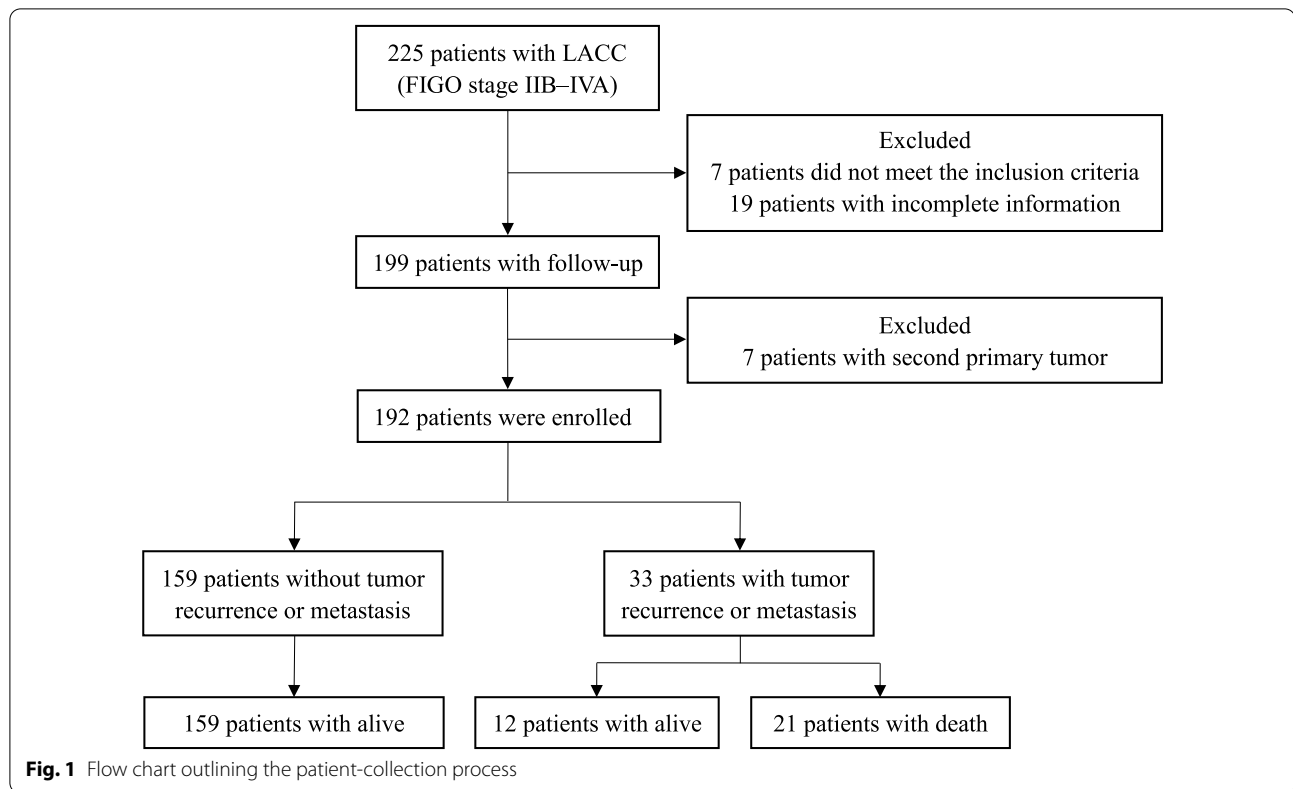 225 patients with LACC
(FIGO stage IIB–IVA)
Excluded
7 patients did not meet the inclusion criteria
19 patients with incomplete information
199 patients with follow-up
Excluded
7 patients with second primary tumor
192 patients were enrolled
159 patients without tumor
recurrence or metastasis
33 patients with tumor
recurrence or metastasis
159 patients with alive
12 patients with alive
21 patients with death
Fig. 1 Flow chart outlining the patient-collection process